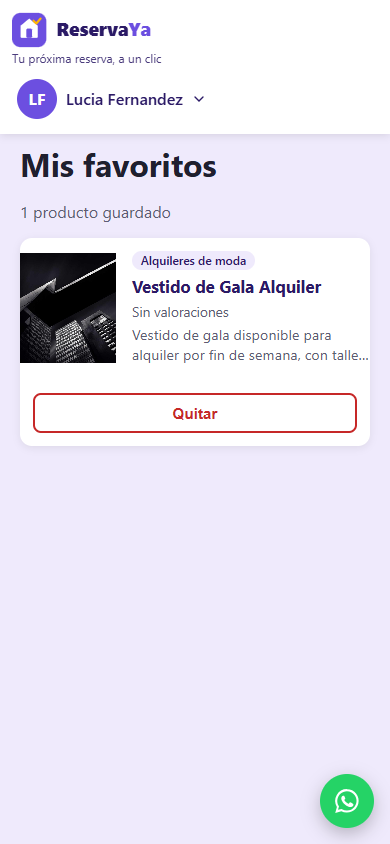 ReservaYa
Tu próxima reserva, a un clic
LF
Lucia Fernandez
Mis favoritos
1 producto guardado
Alquileres de moda
Vestido de Gala Alquiler
Sin valoraciones
Vestido de gala disponible para
alquiler por fin de semana, con talle...
Quitar